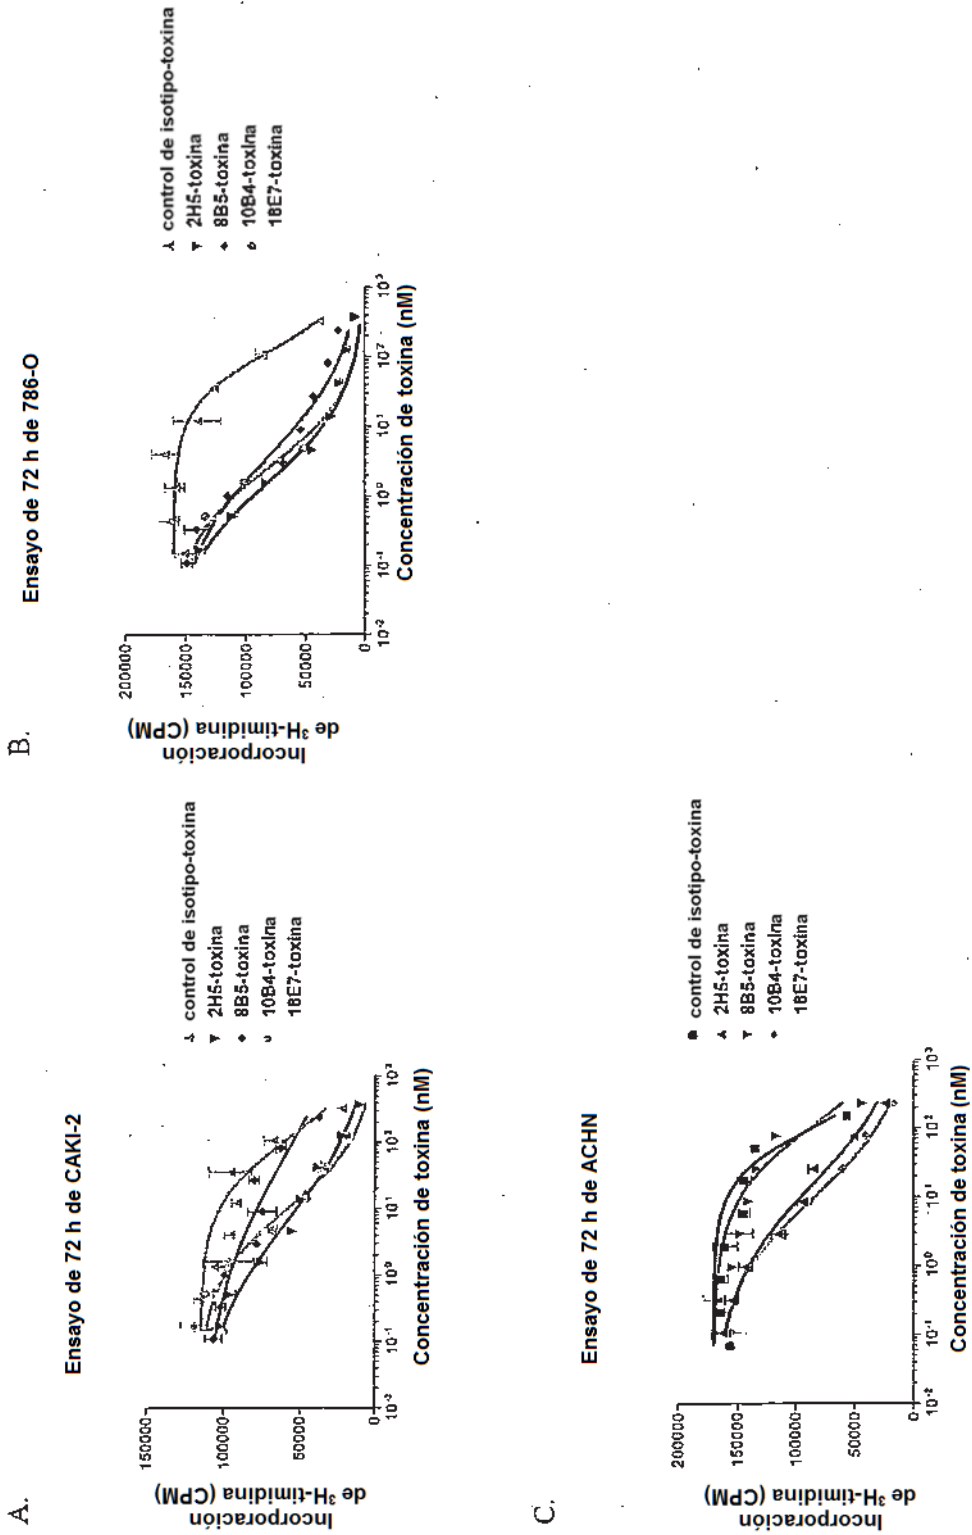 A.
Ensayo de 72 h de CAKI-2
Incorporación
de ³H-timidina (CPM)
150000
100000
50000
0
10⁻²
10⁻¹
10⁰
10¹
10²
10³
Concentración de toxina (nM)
control de isotipo-toxina
2H5-toxina
8B5-toxina
10B4-toxina
18E7-toxina
B.
Ensayo de 72 h de 786-O
Incorporación
de ³H-timidina (CPM)
200000
150000
100000
50000
0
10⁻²
10⁻¹
10⁰
10¹
10²
10³
Concentración de toxina (nM)
control de isotipo-toxina
2H5-toxina
8B5-toxina
10B4-toxina
18E7-toxina
C.
Ensayo de 72 h de ACHN
Incorporación
de ³H-timidina (CPM)
200000
150000
100000
50000
0
10⁻²
10⁻¹
10⁰
10¹
10²
10³
Concentración de toxina (nM)
control de isotipo-toxina
2H5-toxina
8B5-toxina
10B4-toxina
18E7-toxina